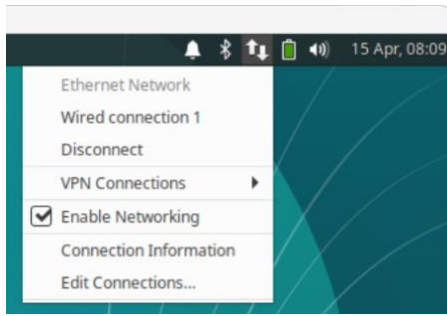 15 Apr, 08:09
Ethernet Network
Wired connection 1
Disconnect
VPN Connections
Enable Networking
Connection Information
Edit Connections...